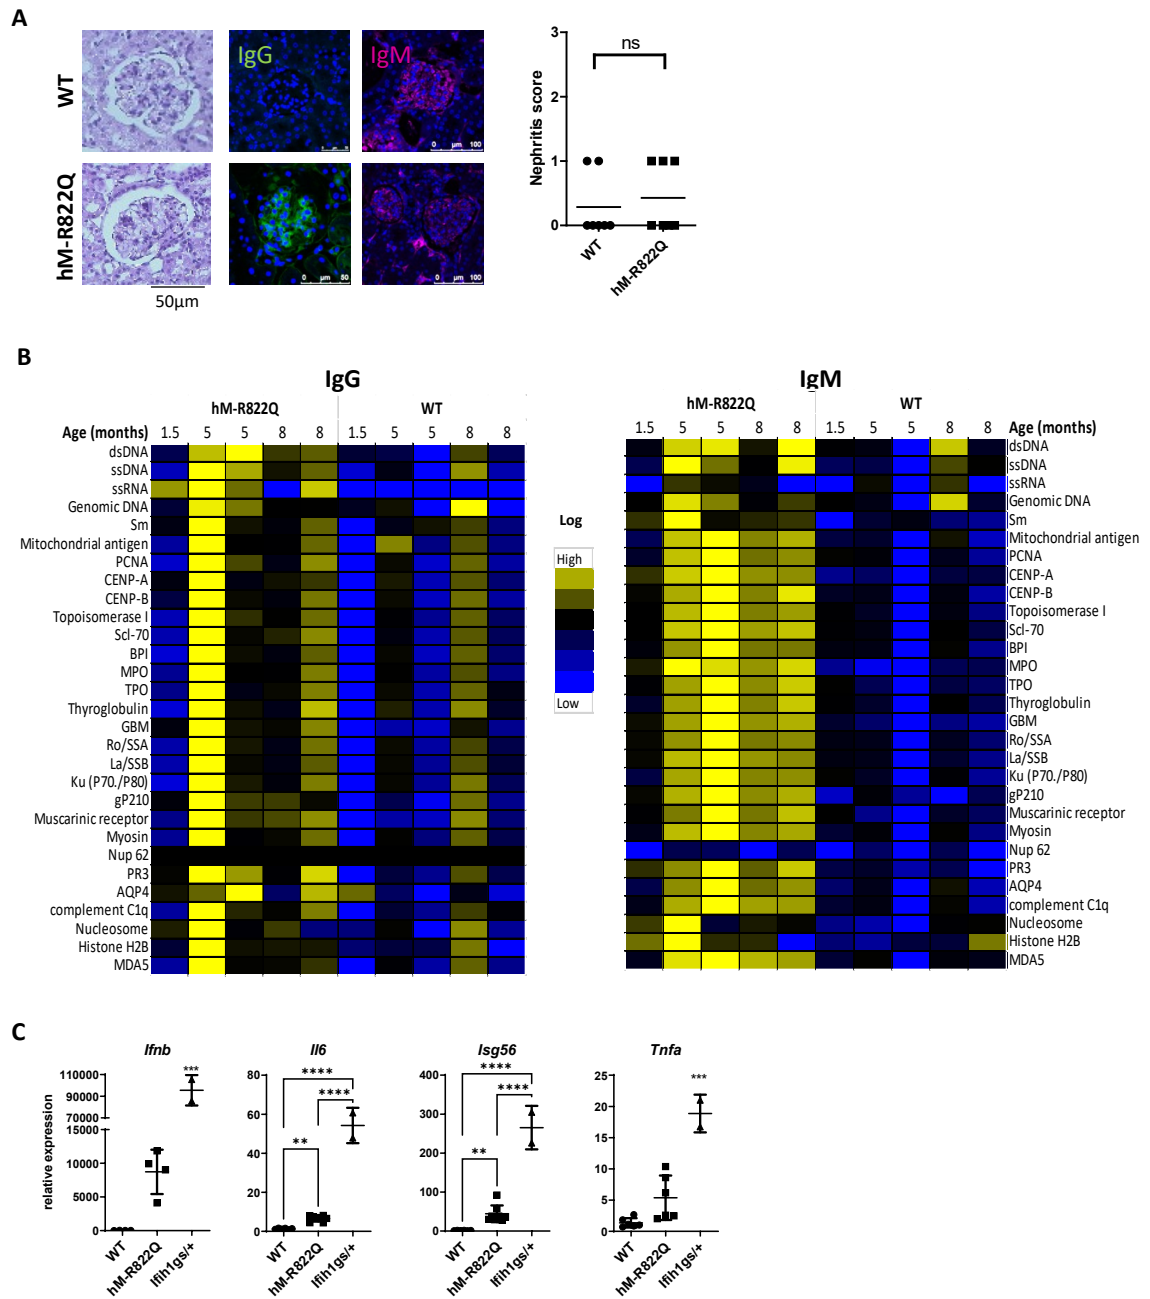 A
WT
IgG
IgM
0 µm 100
hM-R822Q
0 µm 50
0 µm 100
50µm
Nephritis score
3
2
1
0
ns
WT
hM-R822Q
B
IgG
hM-R822Q WT
Age (months) 1.5 5 5 8 8 1.5 5 5 8 8
dsDNA
ssDNA
ssRNA
Genomic DNA
Sm
Mitochondrial antigen
PCNA
CENP-A
CENP-B
Topoisomerase I
Scl-70
BPI
MPO
TPO
Thyroglobulin
GBM
Ro/SSA
La/SSB
Ku (P70./P80)
gP210
Muscarinic receptor
Myosin
Nup 62
PR3
AQP4
complement C1q
Nucleosome
Histone H2B
MDA5
Log
High
Low
IgM
hM-R822Q WT
1.5 5 5 8 8 1.5 5 5 8 8 Age (months)
dsDNA
ssDNA
ssRNA
Genomic DNA
Sm
Mitochondrial antigen
PCNA
CENP-A
CENP-B
Topoisomerase I
Scl-70
BPI
MPO
TPO
Thyroglobulin
GBM
Ro/SSA
La/SSB
Ku (P70./P80)
gP210
Muscarinic receptor
Myosin
Nup 62
PR3
AQP4
complement C1q
Nucleosome
Histone H2B
MDA5
C
Ifnb
relative expression
110000
90000
70000
15000
10000
5000
0
***
WT
hM-R822Q
Ifih1gs/+
Il6
80
60
40
20
0
****
****
**
WT
hM-R822Q
Ifih1gs/+
Isg56
400
300
200
100
0
****
****
**
WT
hM-R822Q
Ifih1gs/+
Tnfa
25
20
15
10
5
0
***
WT
hM-R822Q
Ifih1gs/+